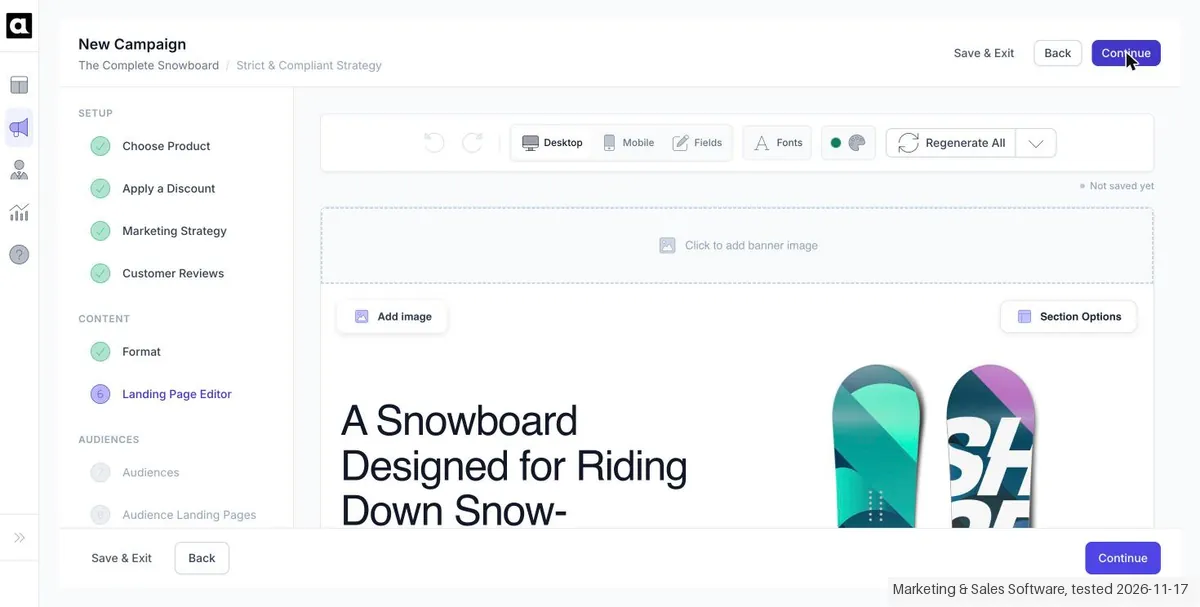 a
New Campaign
The Complete Snowboard / Strict & Compliant Strategy
Save & Exit
Back
Continue
SETUP
Choose Product
Apply a Discount
Marketing Strategy
Customer Reviews
CONTENT
Format
6 Landing Page Editor
AUDIENCES
7 Audiences
8 Audience Landing Pages
Desktop
Mobile
Fields
Fonts
Regenerate All
Not saved yet
Click to add banner image
Add image
Section Options
A Snowboard
Designed for Riding
Down Snow-
SH
Save & Exit
Back
Continue
?
Marketing & Sales Software, tested 2026-11-17